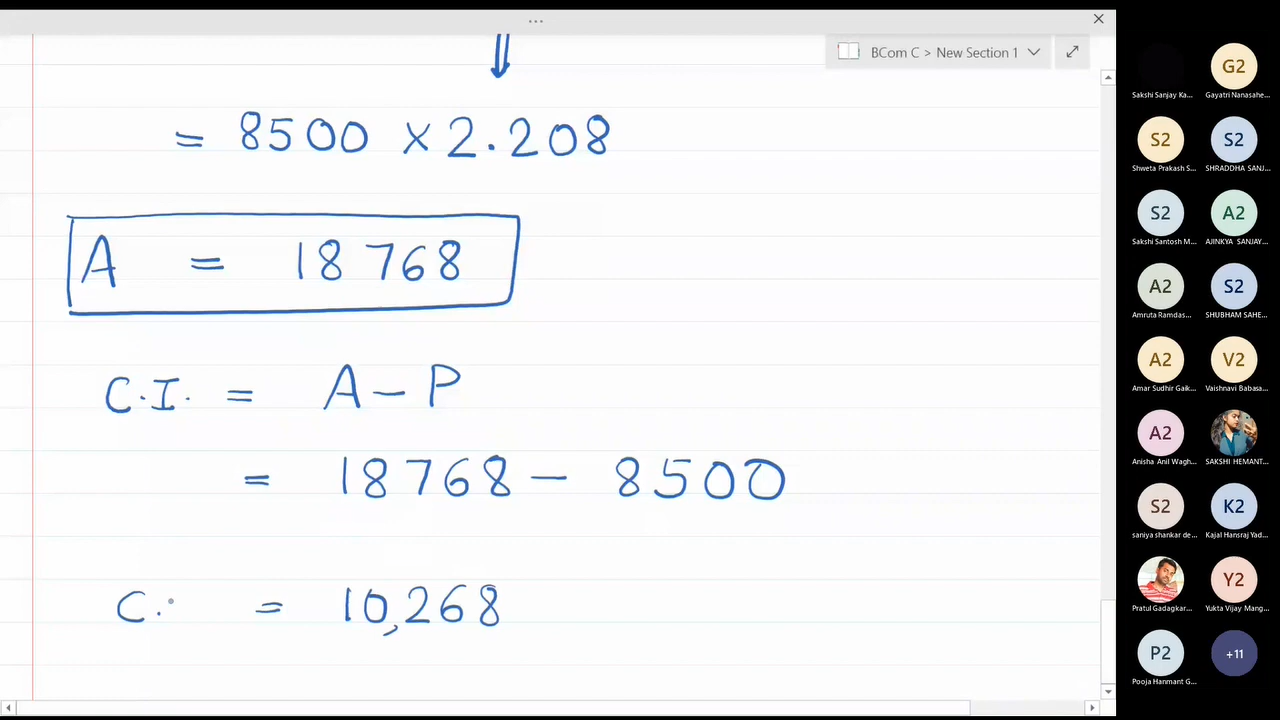 BCom C > New Section 1
= 8500 × 2.208
A = 18768
C.I. = A - P
= 18768 - 8500
C. = 10,268
G2
Sakshi Sanjay Ka... Gayatri Nanasahe...
S2 S2
Shweta Prakash S... SHRADDHA SANJ...
S2 A2
Sakshi Santosh M... AJINKYA SANJAY...
A2 S2
Amruta Ramdas... SHUBHAM SAHE...
A2 V2
Amar Sudhir Gaik... Vaishnavi Babasa...
A2
Anisha Anil Wagh... SAKSHI HEMANT...
S2 K2
saniya shankar de... Kajal Hansraj Yad...
Y2
Pratul Gadagkar... Yukta Vijay Mang...
P2 +11
Pooja Hanmant G...